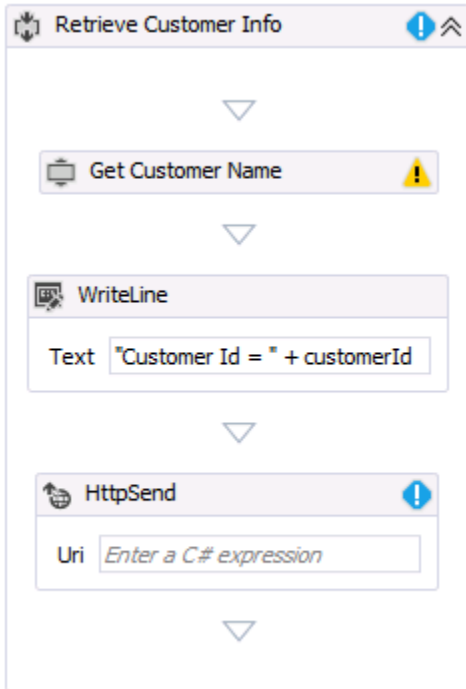 Retrieve Customer Info
Get Customer Name
WriteLine
Text "Customer Id = " + customerId
HttpSend
Uri Enter a C# expression